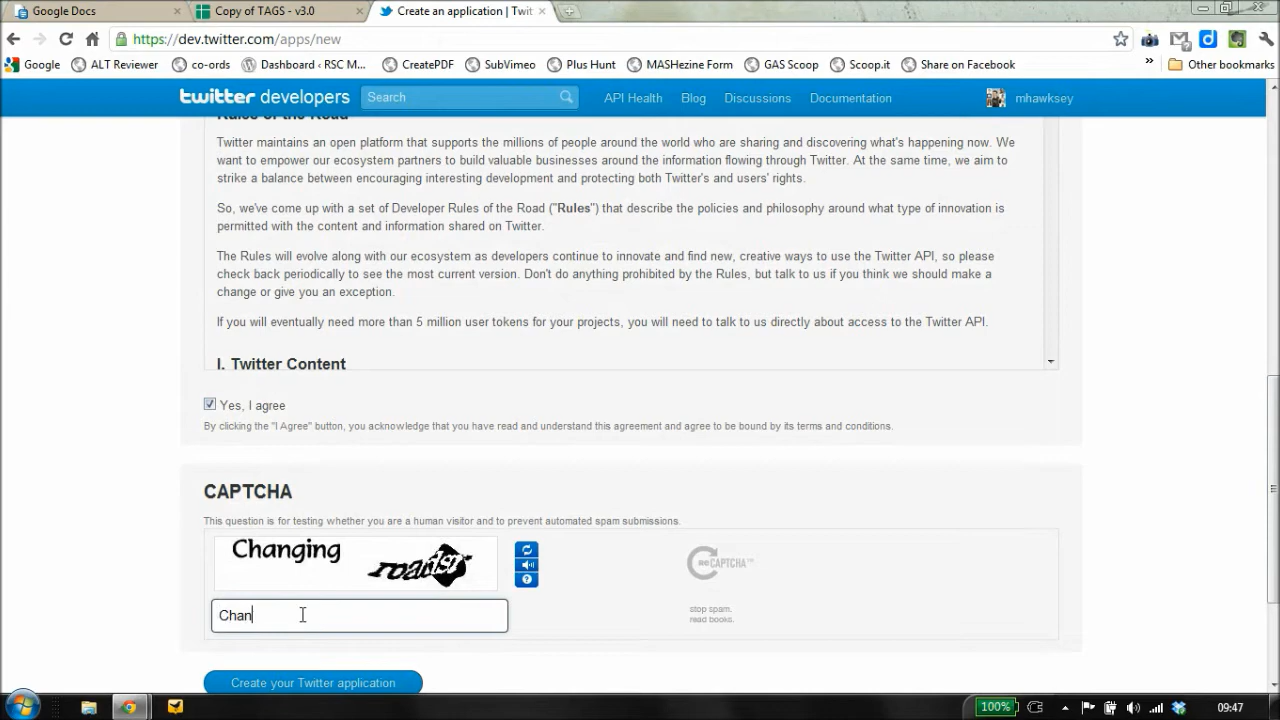 Google Docs
Copy of TAGS - v3.0
Create an application | Twit
https://dev.twitter.com/apps/new
Google
ALT Reviewer
co-ords
Dashboard ‹ RSC M...
CreatePDF
SubVimeo
Plus Hunt
MASHezine Form
GAS Scoop
Scoop.it
Share on Facebook
»
Other bookmarks
twitter developers
Search
API Health
Blog
Discussions
Documentation
mhawksey
Rules of the Road
Twitter maintains an open platform that supports the millions of people around the world who are sharing and discovering what's happening now. We
want to empower our ecosystem partners to build valuable businesses around the information flowing through Twitter. At the same time, we aim to
strike a balance between encouraging interesting development and protecting both Twitter's and users' rights.
So, we've come up with a set of Developer Rules of the Road ("Rules") that describe the policies and philosophy around what type of innovation is
permitted with the content and information shared on Twitter.
The Rules will evolve along with our ecosystem as developers continue to innovate and find new, creative ways to use the Twitter API, so please
check back periodically to see the most current version. Don't do anything prohibited by the Rules, but talk to us if you think we should make a
change or give you an exception.
If you will eventually need more than 5 million user tokens for your projects, you will need to talk to us directly about access to the Twitter API.
I. Twitter Content
Yes, I agree
By clicking the "I Agree" button, you acknowledge that you have read and understand this agreement and agree to be bound by its terms and conditions.
CAPTCHA
This question is for testing whether you are a human visitor and to prevent automated spam submissions.
Changing
Chan
reCAPTCHA™
stop spam.
read books.
Create your Twitter application
100%
09:47